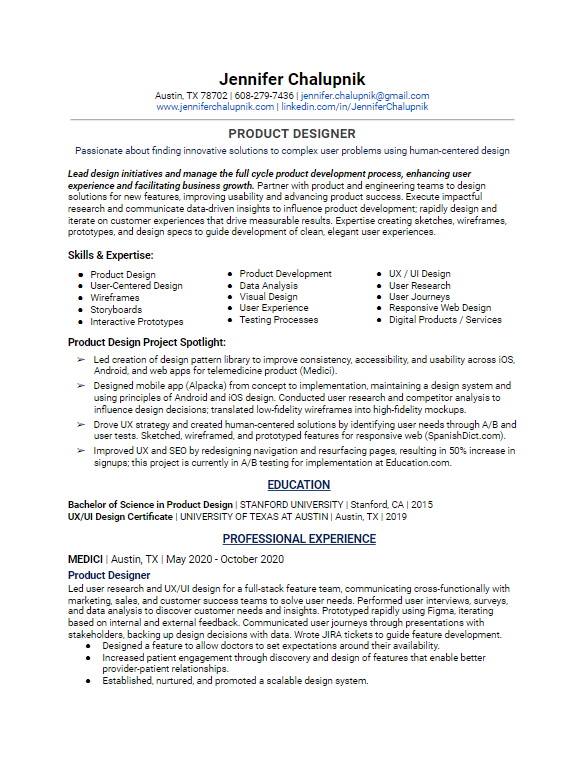 Jennifer Chalupnik
Austin, TX 78702 | 608-279-7436 | jennifer.chalupnik@gmail.com
www.jenniferchalupnik.com | linkedin.com/in/JenniferChalupnik
PRODUCT DESIGNER
Passionate about finding innovative solutions to complex user problems using human-centered design
Lead design initiatives and manage the full cycle product development process, enhancing user
experience and facilitating business growth. Partner with product and engineering teams to design
solutions for new features, improving usability and advancing product success. Execute impactful
research and communicate data-driven insights to influence product development; rapidly design and
iterate on customer experiences that drive measurable results. Expertise creating sketches, wireframes,
prototypes, and design specs to guide development of clean, elegant user experiences.
Skills & Expertise:
● Product Design
● User-Centered Design
● Wireframes
● Storyboards
● Interactive Prototypes
● Product Development
● Data Analysis
● Visual Design
● User Experience
● Testing Processes
● UX / UI Design
● User Research
● User Journeys
● Responsive Web Design
● Digital Products / Services
Product Design Project Spotlight:
➢ Led creation of design pattern library to improve consistency, accessibility, and usability across iOS,
Android, and web apps for telemedicine product (Medici).
➢ Designed mobile app (Alpacka) from concept to implementation, maintaining a design system and
using principles of Android and iOS design. Conducted user research and competitor analysis to
influence design decisions; translated low-fidelity wireframes into high-fidelity mockups.
➢ Drove UX strategy and created human-centered solutions by identifying user needs through A/B
and user tests. Sketched, wireframed, and prototyped features for responsive web (SpanishDict.com).
➢ Improved UX and SEO by redesigning navigation and resurfacing pages, resulting in 50% increase in
signups; this project is currently in A/B testing for implementation at Education.com.
EDUCATION
Bachelor of Science in Product Design | STANFORD UNIVERSITY | Stanford, CA | 2015
UX/UI Design Certificate | UNIVERSITY OF TEXAS AT AUSTIN | Austin, TX | 2019
PROFESSIONAL EXPERIENCE
MEDICI | Austin, TX | May 2020 - October 2020
Product Designer
Led user research and UX/UI design for a full-stack feature team, communicating cross-functionally with
marketing, sales, and customer success teams to solve user needs. Performed user interviews, surveys,
and data analysis to discover customer needs and insights. Prototyped rapidly using Figma, iterating
based on internal and external feedback. Communicated user journeys through presentations with
stakeholders, backing up design decisions with data. Wrote JIRA tickets to guide feature development.
● Designed a feature to allow doctors to set expectations around their availability.
● Increased patient engagement through discovery and design of features that enable better
provider-patient relationships.
● Established, nurtured, and promoted a scalable design system.